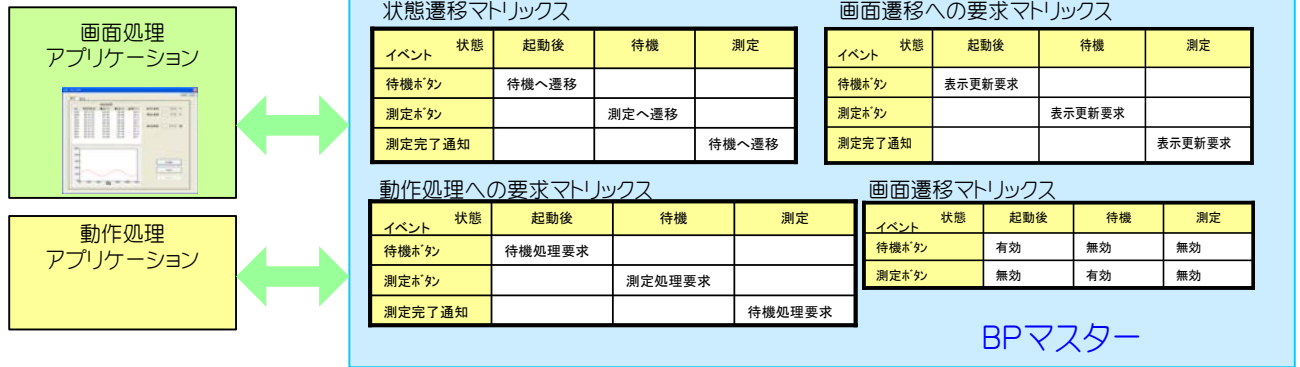 画面処理
アプリケーション
動作処理
アプリケーション
状態遷移マトリックス
イベント 状態 起動後 待機 測定
待機ボタン 待機へ遷移
測定ボタン 測定へ遷移
測定完了通知 待機へ遷移
画面遷移への要求マトリックス
イベント 状態 起動後 待機 測定
待機ボタン 表示更新要求
測定ボタン 表示更新要求
測定完了通知 表示更新要求
動作処理への要求マトリックス
イベント 状態 起動後 待機 測定
待機ボタン 待機処理要求
測定ボタン 測定処理要求
測定完了通知 待機処理要求
画面遷移マトリックス
イベント 状態 起動後 待機 測定
待機ボタン 有効 無効 無効
測定ボタン 無効 有効 無効
BPマスター